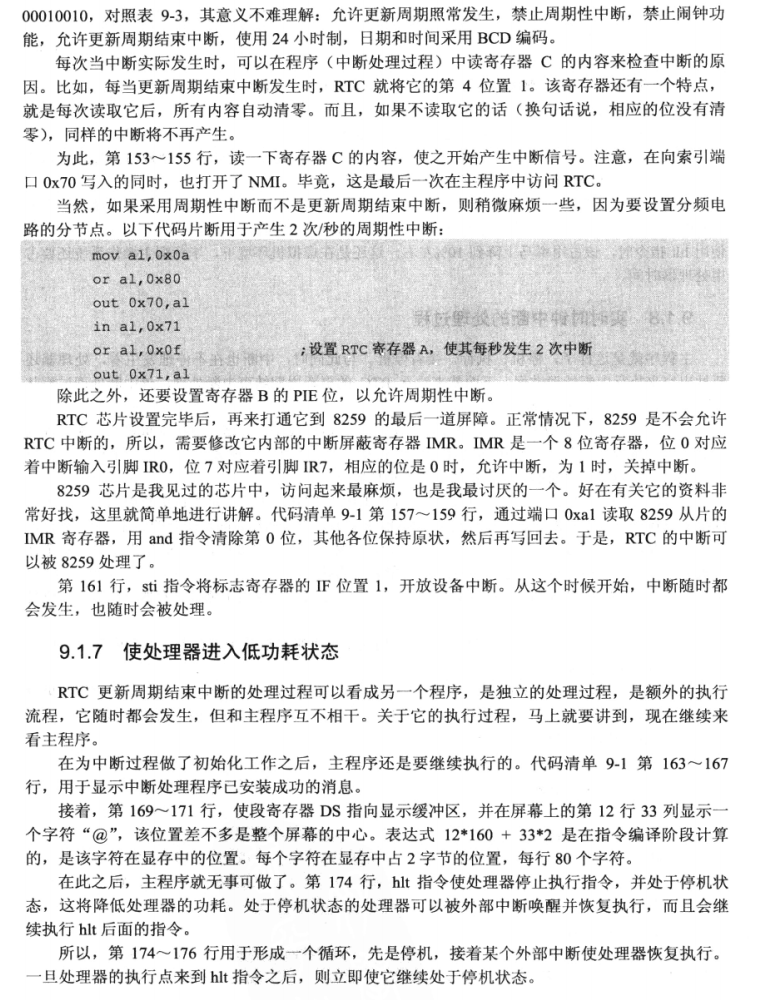 00010010，对照表 9-3，其意义不难理解：允许更新周期照常发生，禁止周期性中断，禁止闹钟功
能，允许更新周期结束中断，使用 24 小时制，日期和时间采用 BCD 编码。
每次当中断实际发生时，可以在程序（中断处理过程）中读寄存器 C 的内容来检查中断的原
因。比如，每当更新周期结束中断发生时，RTC 就将它的第 4 位置 1。该寄存器还有一个特点，
就是每次读取它后，所有内容自动清零。而且，如果不读取它的话（换句话说，相应的位没有清
零），同样的中断将不再产生。
为此，第 153～155 行，读一下寄存器 C 的内容，使之开始产生中断信号。注意，在向索引端
口 0x70 写入的同时，也打开了 NMI。毕竟，这是最后一次在主程序中访问 RTC。
当然，如果采用周期性中断而不是更新周期结束中断，则稍微麻烦一些，因为要设置分频电
路的分节点。以下代码片断用于产生 2 次/秒的周期性中断：
mov al,0x0a
or al,0x80
out 0x70,al
in al,0x71
or al,0x0f ;设置 RTC 寄存器 A，使其每秒发生 2 次中断
out 0x71,al
除此之外，还要设置寄存器 B 的 PIE 位，以允许周期性中断。
RTC 芯片设置完毕后，再来打通它到 8259 的最后一道屏障。正常情况下，8259 是不会允许
RTC 中断的，所以，需要修改它内部的中断屏蔽寄存器 IMR。IMR 是一个 8 位寄存器，位 0 对应
着中断输入引脚 IR0，位 7 对应着引脚 IR7，相应的位是 0 时，允许中断，为 1 时，关掉中断。
8259 芯片是我见过的芯片中，访问起来最麻烦，也是我最讨厌的一个。好在有关它的资料非
常好找，这里就简单地进行讲解。代码清单 9-1 第 157～159 行，通过端口 0xa1 读取 8259 从片的
IMR 寄存器，用 and 指令清除第 0 位，其他各位保持原状，然后再写回去。于是，RTC 的中断可
以被 8259 处理了。
第 161 行，sti 指令将标志寄存器的 IF 位置 1，开放设备中断。从这个时候开始，中断随时都
会发生，也随时会被处理。
9.1.7 使处理器进入低功耗状态
RTC 更新周期结束中断的处理过程可以看成另一个程序，是独立的处理过程，是额外的执行
流程，它随时都会发生，但和主程序互不相干。关于它的执行过程，马上就要讲到，现在继续来
看主程序。
在为中断过程做了初始化工作之后，主程序还是要继续执行的。代码清单 9-1 第 163～167
行，用于显示中断处理程序已安装成功的消息。
接着，第 169～171 行，使段寄存器 DS 指向显示缓冲区，并在屏幕上的第 12 行 33 列显示一
个字符“@”，该位置差不多是整个屏幕的中心。表达式 12*160 + 33*2 是在指令编译阶段计算
的，是该字符在显存中的位置。每个字符在显存中占 2 字节的位置，每行 80 个字符。
在此之后，主程序就无事可做了。第 174 行，hlt 指令使处理器停止执行指令，并处于停机状
态，这将降低处理器的功耗。处于停机状态的处理器可以被外部中断唤醒并恢复执行，而且会继
续执行 hlt 后面的指令。
所以，第 174～176 行用于形成一个循环，先是停机，接着某个外部中断使处理器恢复执行。
一旦处理器的执行点来到 hlt 指令之后，则立即使它继续处于停机状态。